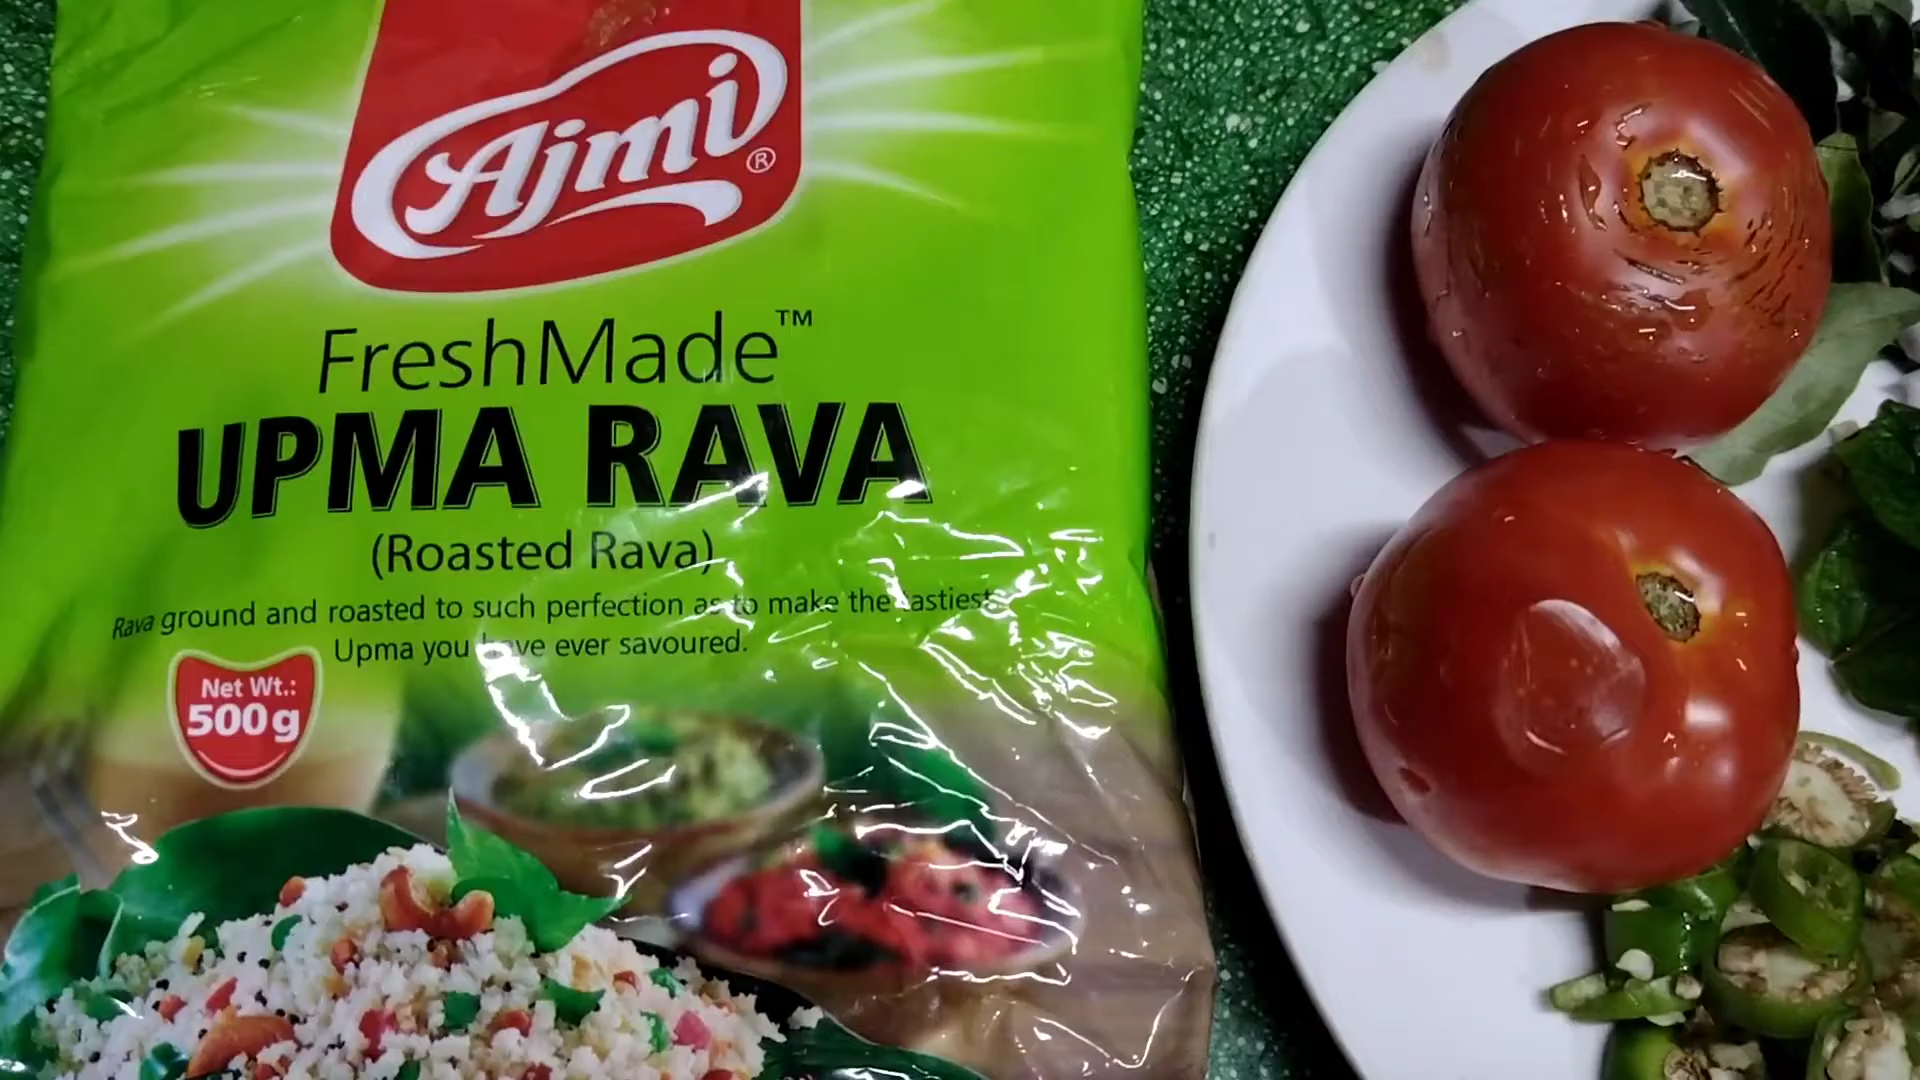 Ajmi®
FreshMade™
UPMA RAVA
(Roasted Rava)
Rava ground and roasted to such perfection as to make the tastiest
Upma you have ever savoured.
Net Wt.:
500g